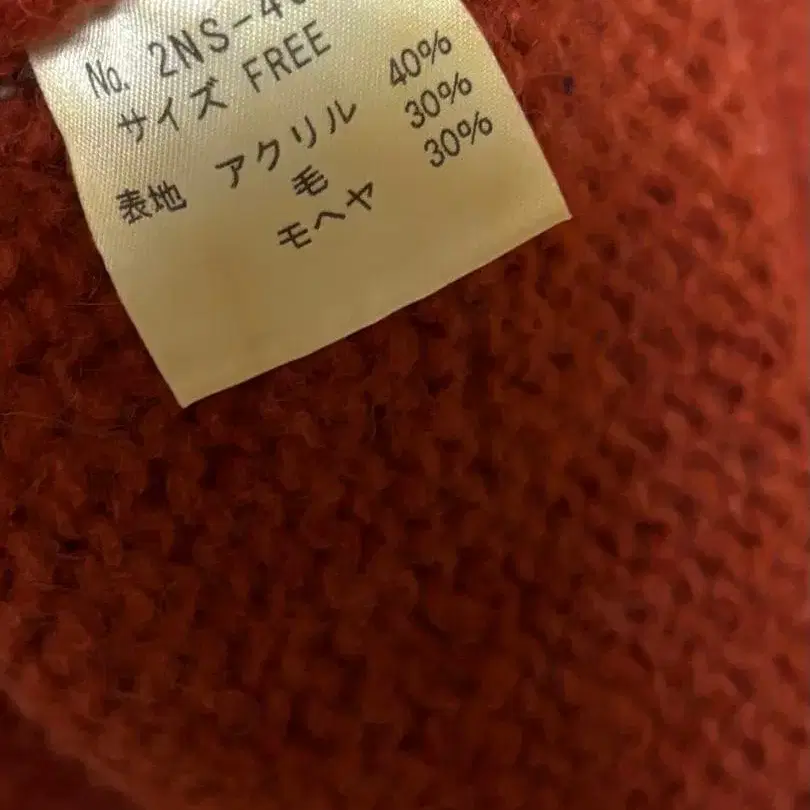 No. 2NS-4
サイズ FREE
表地 アクリル 40%
毛 30%
モヘヤ 30%